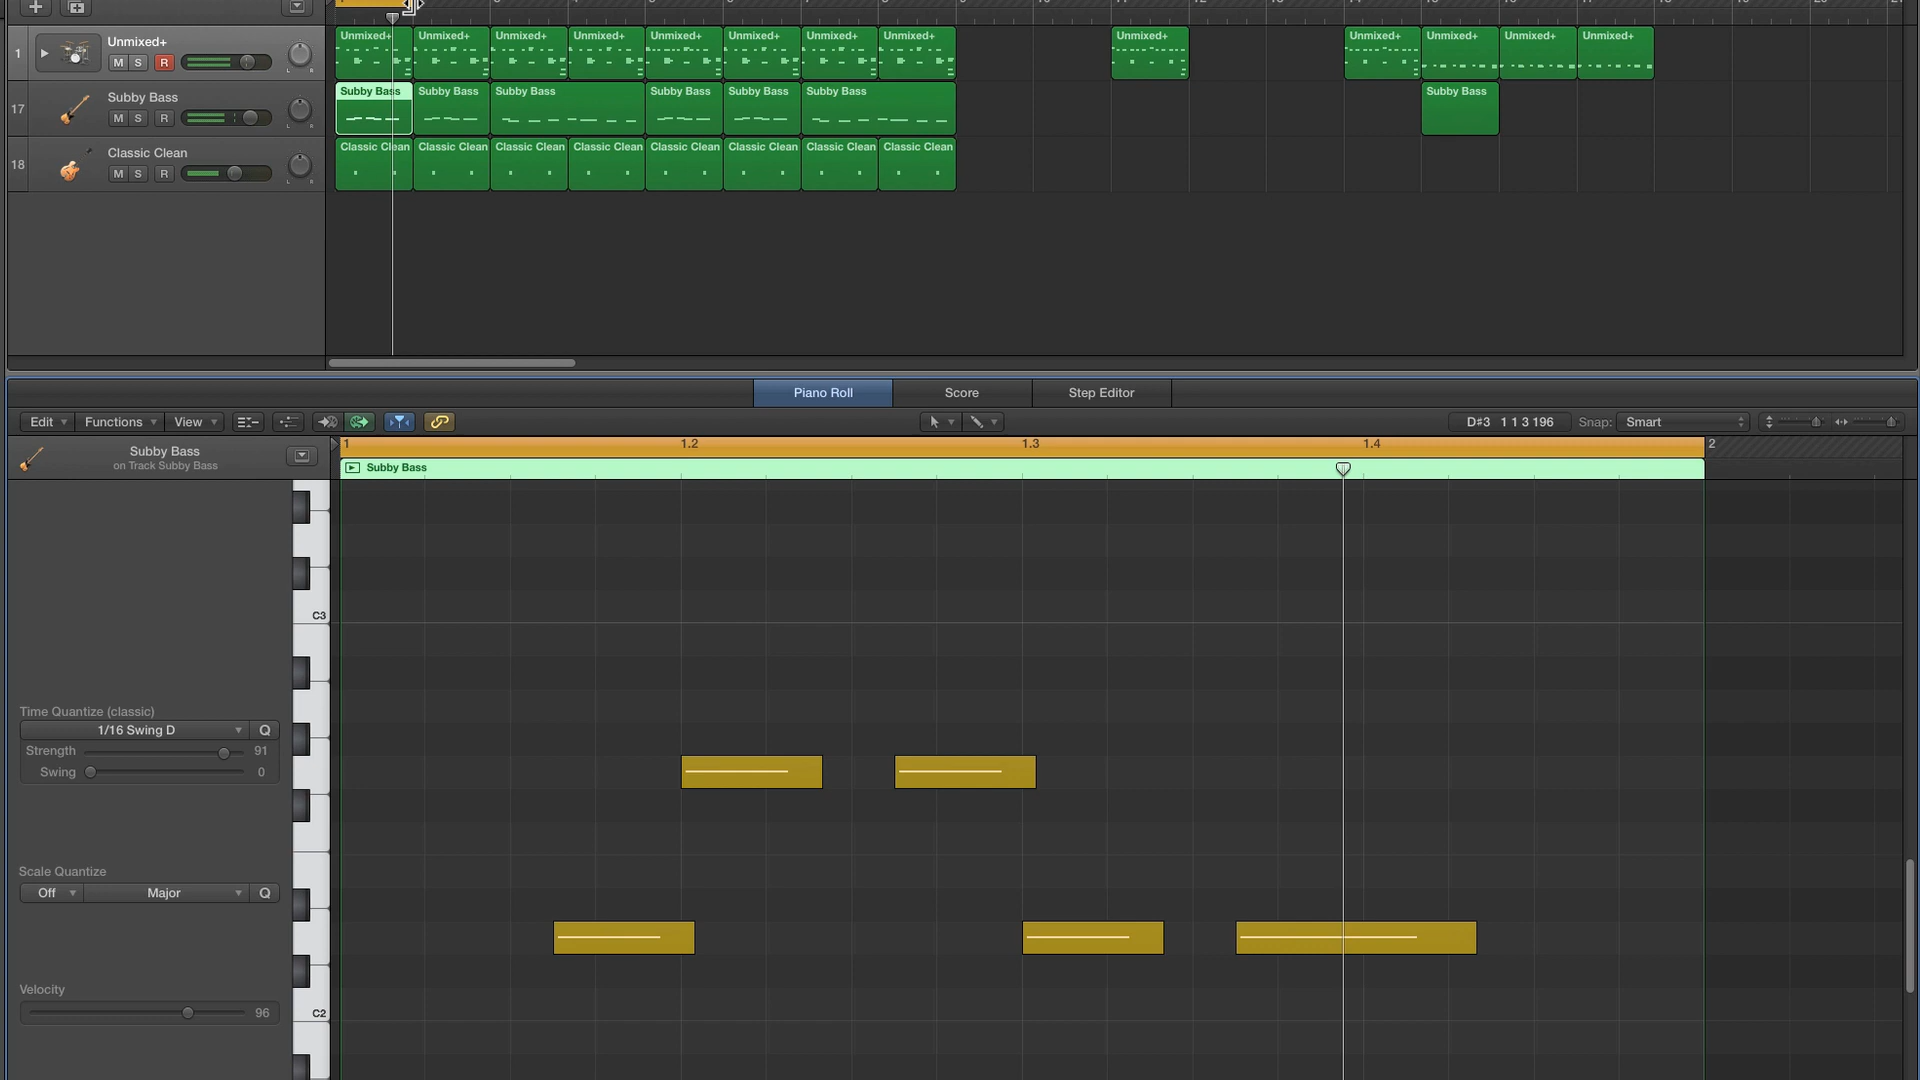 10
1 Unmixed+
M S R
L R
Unmixed+ Unmixed+ Unmixed+ Unmixed+ Unmixed+ Unmixed+ Unmixed+ Unmixed+ Unmixed+ Unmixed+ Unmixed+ Unmixed+ Unmixed+
17 Subby Bass
M S R
L R
Subby Bass Subby Bass Subby Bass Subby Bass Subby Bass Subby Bass Subby Bass
18 Classic Clean
M S R
L R
Classic Clean Classic Clean Classic Clean Classic Clean Classic Clean Classic Clean Classic Clean Classic Clean
Piano Roll Score Step Editor
Edit Functions View D#3 1 1 3 196 Snap: Smart
1 1.2 1.3 1.4 2
Subby Bass
on Track Subby Bass
Subby Bass
C3
Time Quantize (classic)
1/16 Swing D Q
Strength 91
Swing 0
Scale Quantize
Off Major Q
Velocity
96
C2